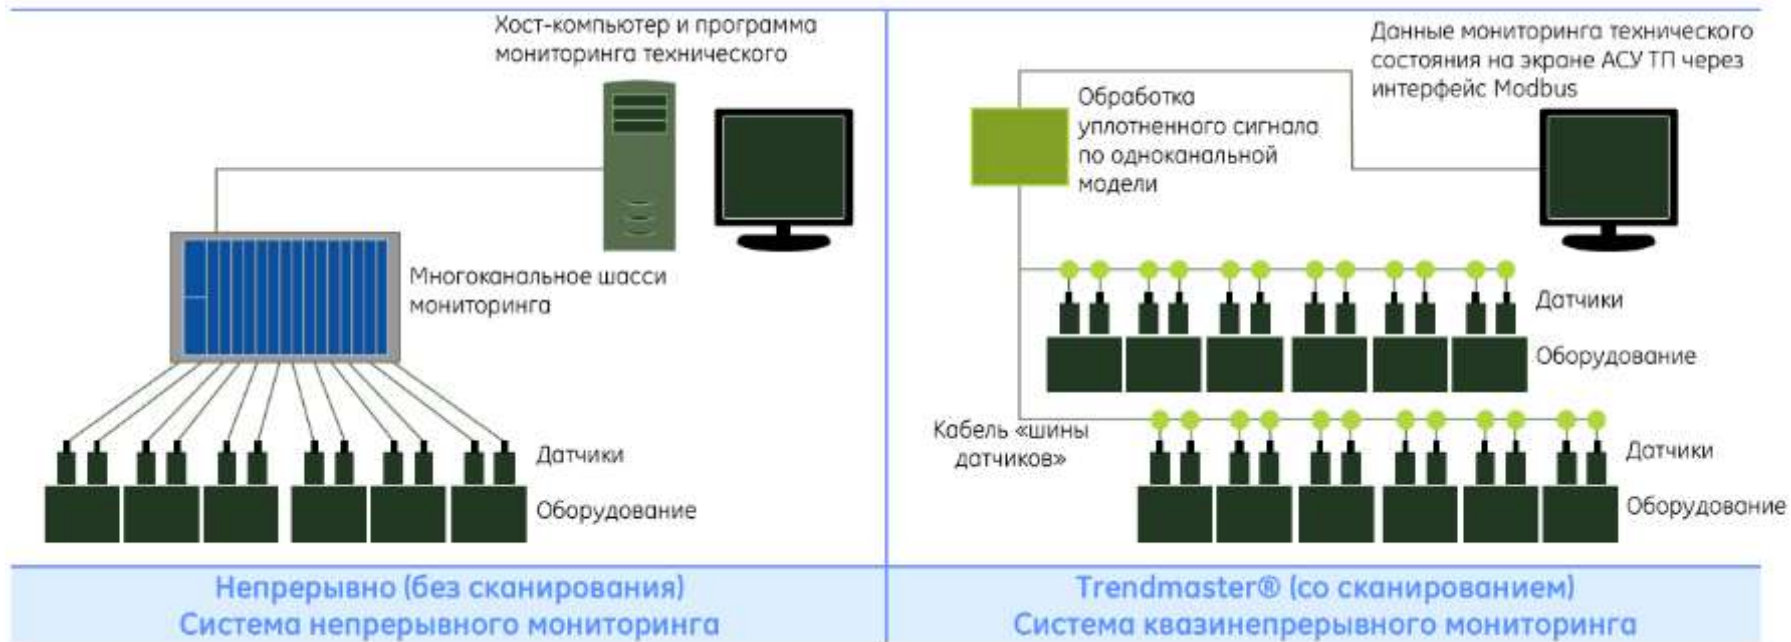 Хост-компьютер и программа
мониторинга технического
Многоканальное шасси
мониторинга
Датчики
Оборудование
Непрерывно (без сканирования)
Система непрерывного мониторинга
Данные мониторинга технического
состояния на экране АСУ ТП через
интерфейс Modbus
Обработка
уплотненного сигнала
по одноканальной
модели
Датчики
Оборудование
Кабель «шины
датчиков»
Датчики
Оборудование
Trendmaster® (со сканированием)
Система квазинепрерывного мониторинга